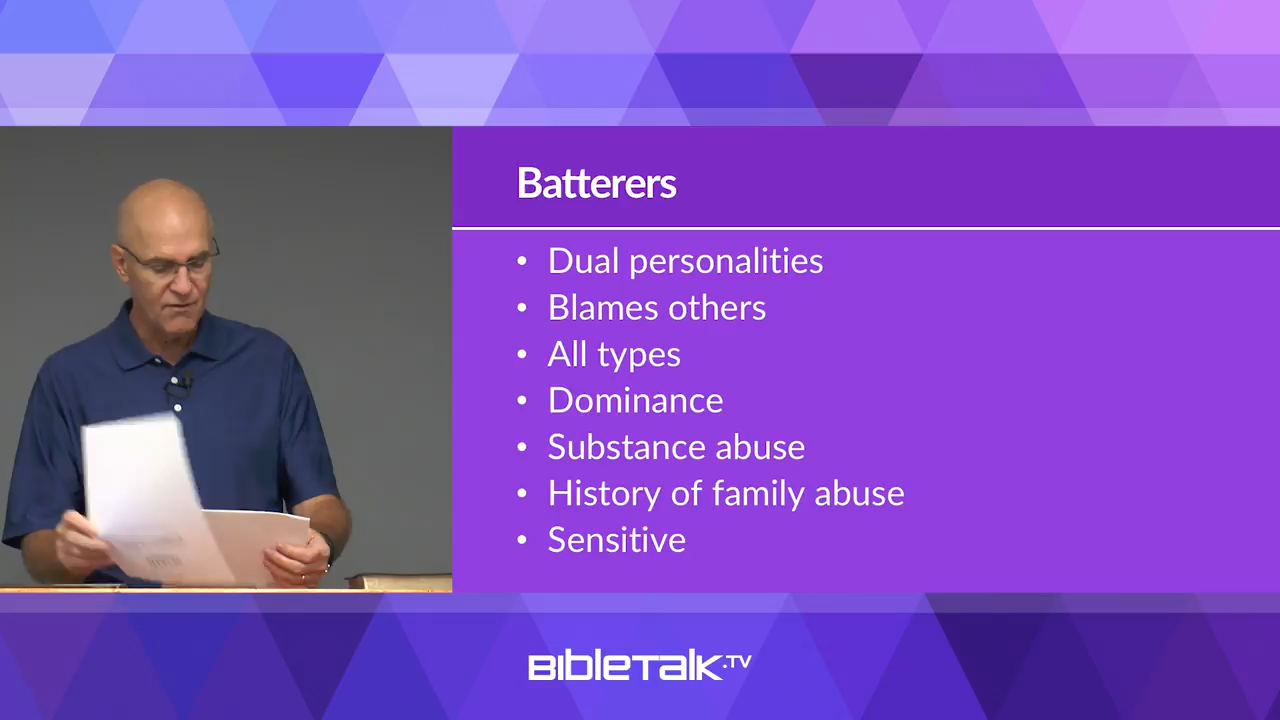 Batterers
• Dual personalities
• Blames others
• All types
• Dominance
• Substance abuse
• History of family abuse
• Sensitive
BIBLETALK.TV